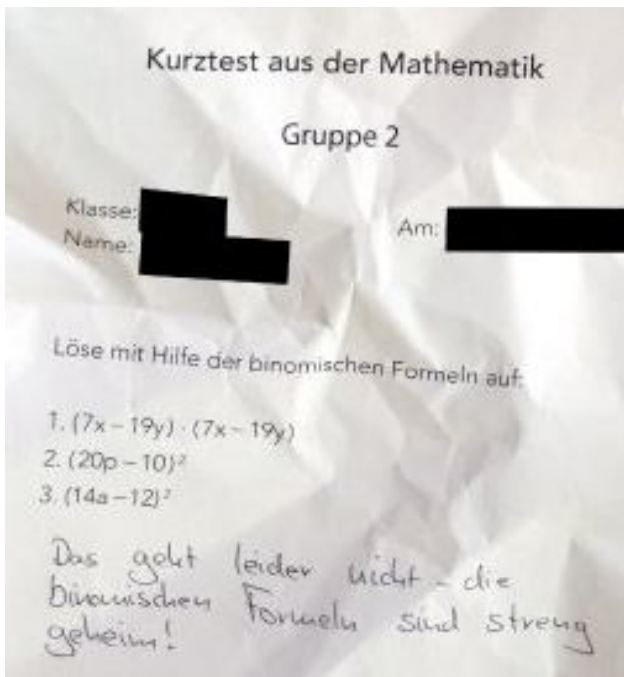 Kurztest aus der Mathematik
Gruppe 2
Klasse:
Name:
Am:
Löse mit Hilfe der binomischen Formeln auf:
1. (7x – 19y) · (7x – 19y)
2. (20p – 10)²
3. (14a – 12)²
Das geht leider nicht – die
binomischen Formeln sind streng
geheim!